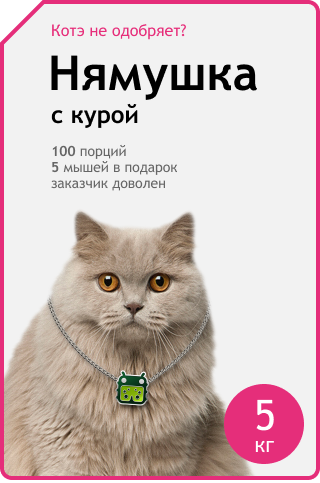 Котэ не одобряет?
Нямушка
с курой
100 порций
5 мышей в подарок
заказчик доволен
5
кг